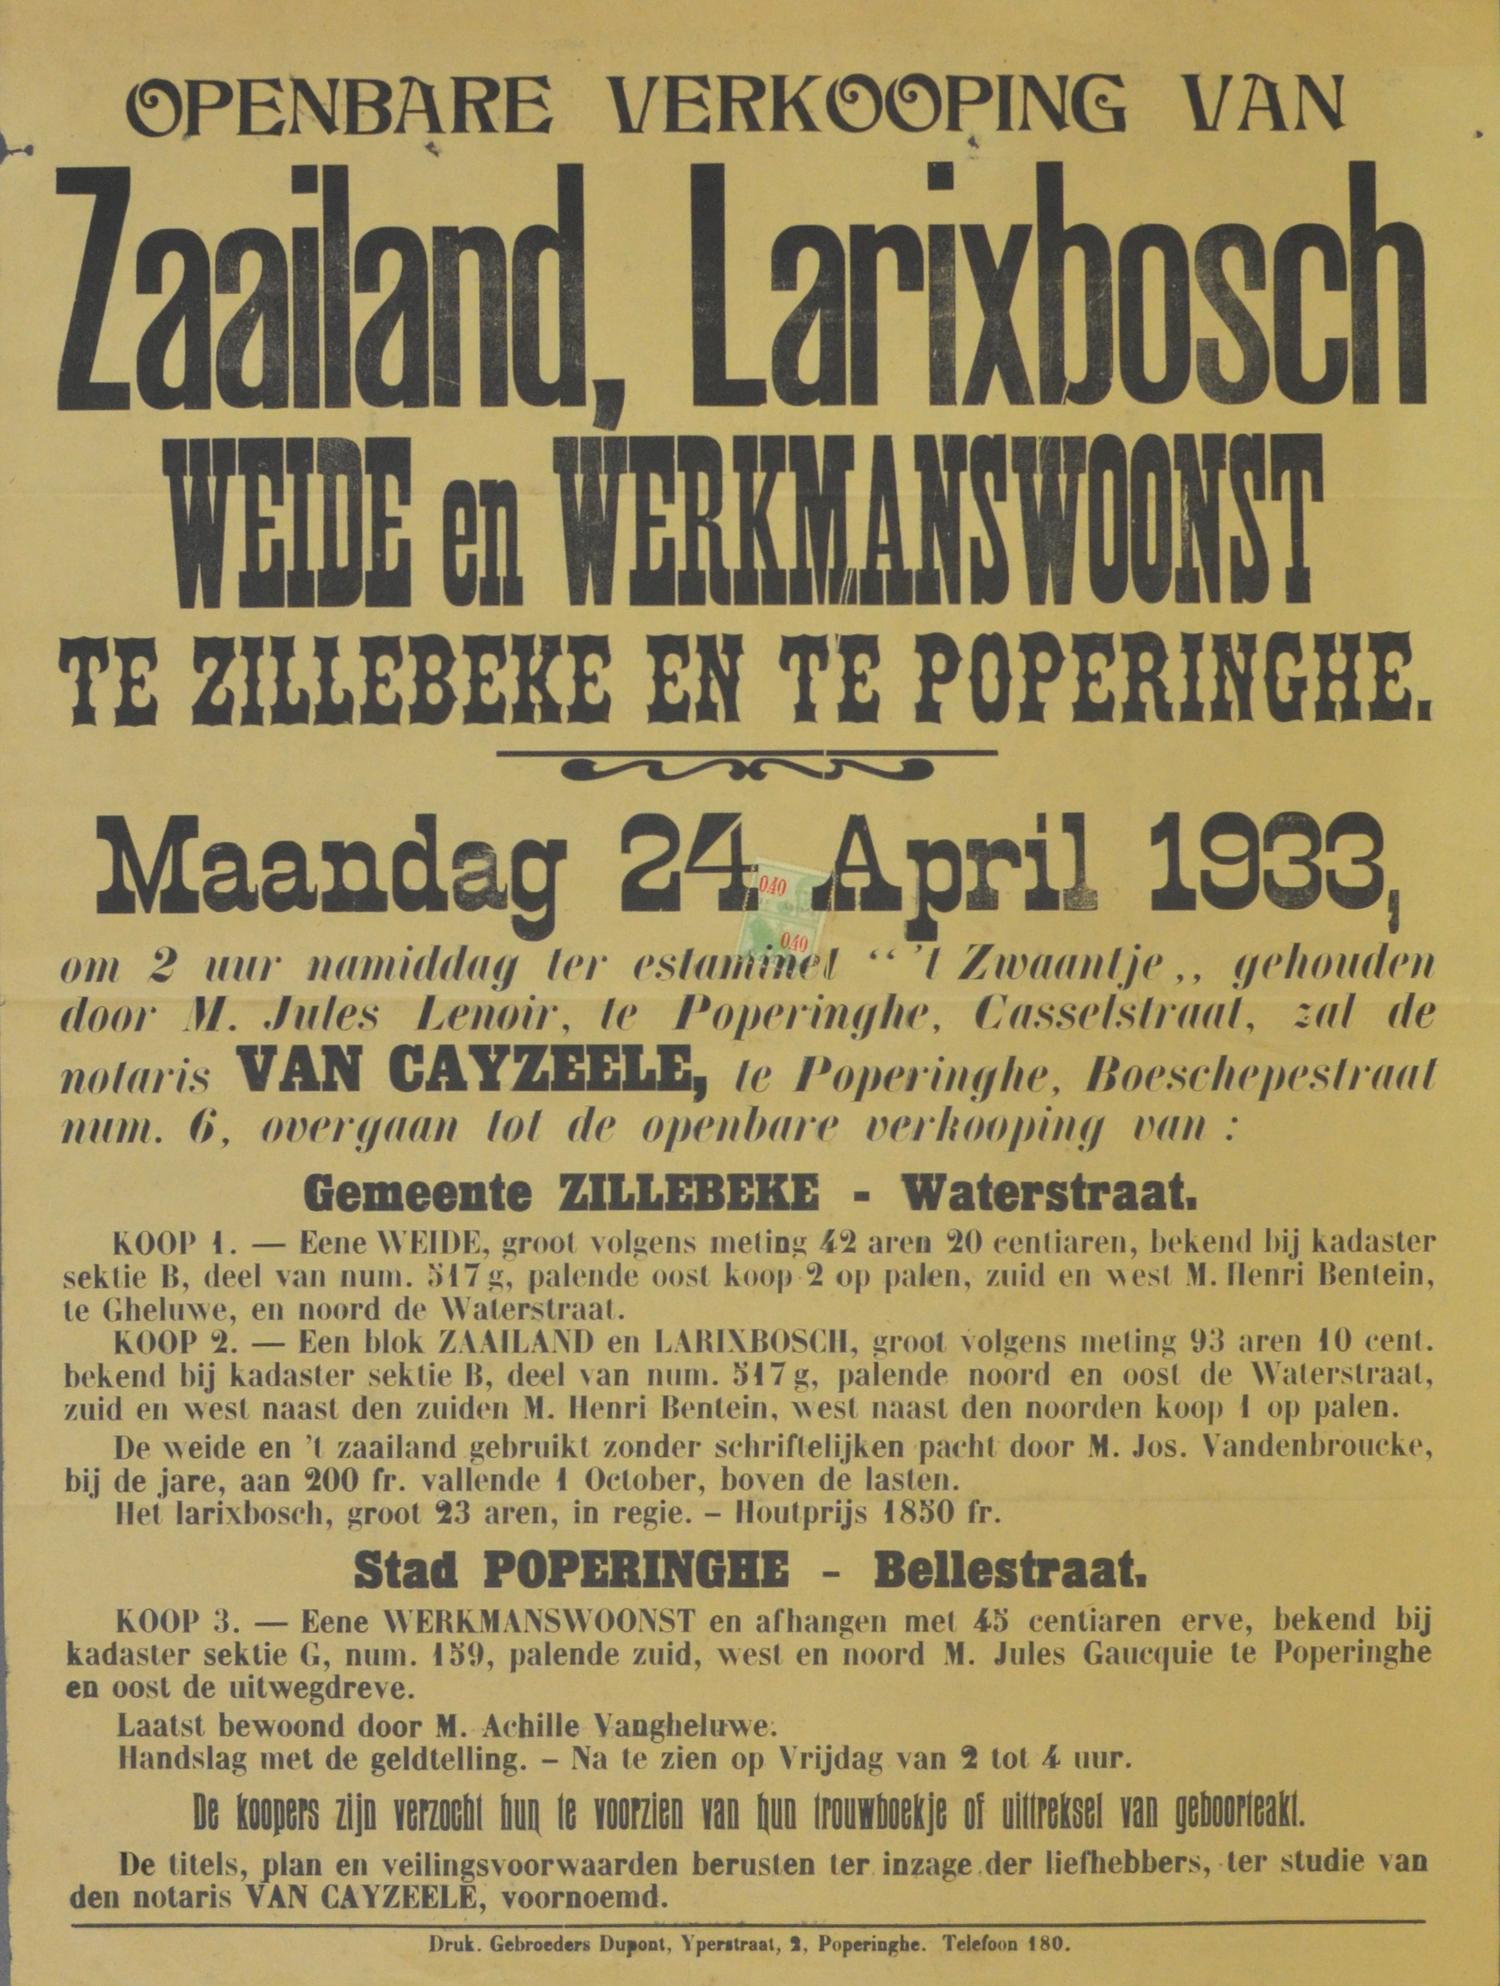 OPENBARE VERKOOPING VAN
Zaailand, Larixbosch
WEIDE en WERKMANSWOONST
TE ZILLEBEKE EN TE POPERINGHE.
Maandag 24 April 1933,
0.40
0.40
om 2 uur namiddag ter estaminet “ 't Zwaantje ,, gehouden
door M. Jules Lenoir, te Poperinghe, Casselstraat, zal de
notaris VAN CAYZEELE, te Poperinghe, Boeschepestraat
num. 6, overgaan tot de openbare verkooping van :
Gemeente ZILLEBEKE - Waterstraat.
KOOP 1. — Eene WEIDE, groot volgens meting 42 aren 20 centiaren, bekend bij kadaster
sektie B, deel van num. 517 g, palende oost koop 2 op palen, zuid en west M. Henri Bentein,
te Gheluwe, en noord de Waterstraat.
KOOP 2. — Een blok ZAAILAND en LARIXBOSCH, groot volgens meting 93 aren 10 cent.
bekend bij kadaster sektie B, deel van num. 517 g, palende noord en oost de Waterstraat,
zuid en west naast den zuiden M. Henri Bentein, west naast den noorden koop 1 op palen.
De weide en 't zaailand gebruikt zonder schriftelijken pacht door M. Jos. Vandenbroucke,
bij de jare, aan 200 fr. vallende 1 October, boven de lasten.
Het larixbosch, groot 23 aren, in regie. – Houtprijs 1850 fr.
Stad POPERINGHE - Bellestraat.
KOOP 3. — Eene WERKMANSWOONST en afhangen met 45 centiaren erve, bekend bij
kadaster sektie G, num. 159, palende zuid, west en noord M. Jules Gaucquie te Poperinghe
en oost de uitwegdreve.
Laatst bewoond door M. Achille Vangheluwe.
Handslag met de geldtelling. – Na te zien op Vrijdag van 2 tot 4 uur.
De koopers zijn verzocht hun te voorzien van hun trouwboekje of uittreksel van geboorteakt.
De titels, plan en veilingsvoorwaarden berusten ter inzage der liefhebbers, ter studie van
den notaris VAN CAYZEELE, voornoemd.
Druk. Gebroeders Dupont, Yperstraat, 2, Poperinghe. Telefoon 180.